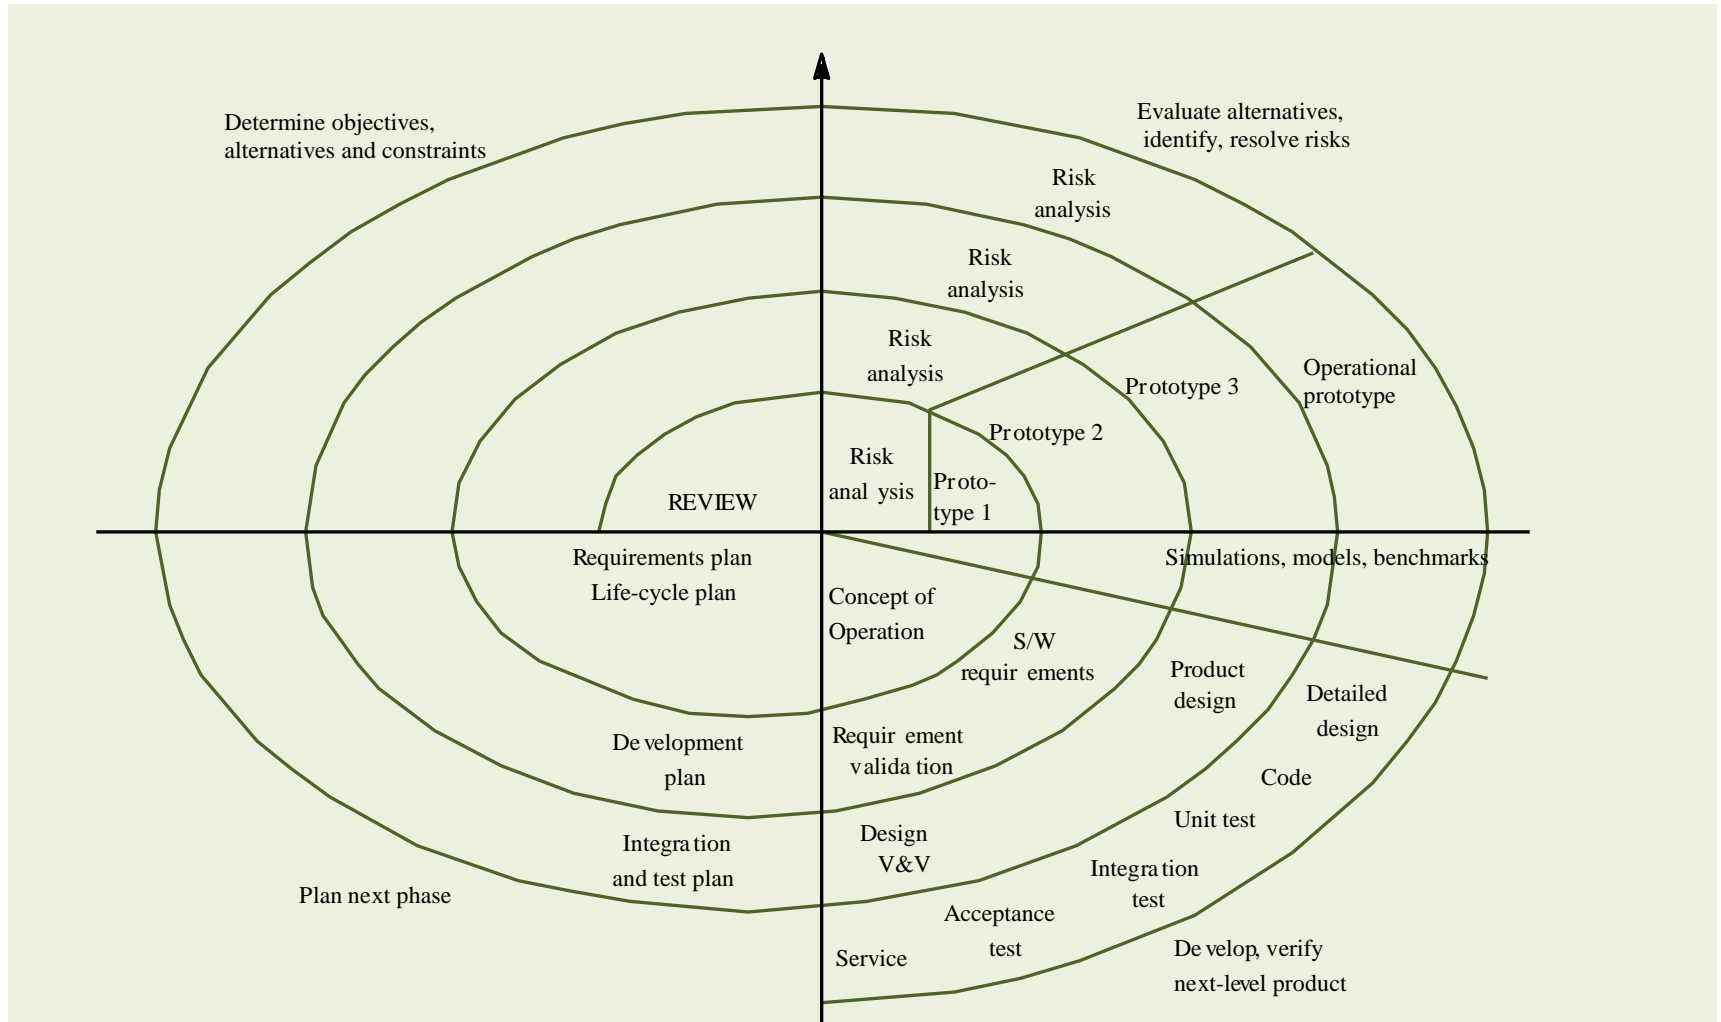 Determine objectives,
alternatives and constraints
Evaluate alternatives,
identify, resolve risks
Risk
analysis
Risk
analysis
Risk
analysis
Operational
prototype
Prototype 3
Prototype 2
Risk
anal ysis
Proto-
type 1
REVIEW
Requirements plan
Life-cycle plan
Simulations, models, benchmarks
Concept of
Operation
S/W
requir ements
Product
design
Detailed
design
De velopment
plan
Requir ement
valida tion
Code
Unit test
Integra tion
and test plan
Design
V&V
Integra tion
test
Plan next phase
Acceptance
test
Service
De velop, verify
next-level product